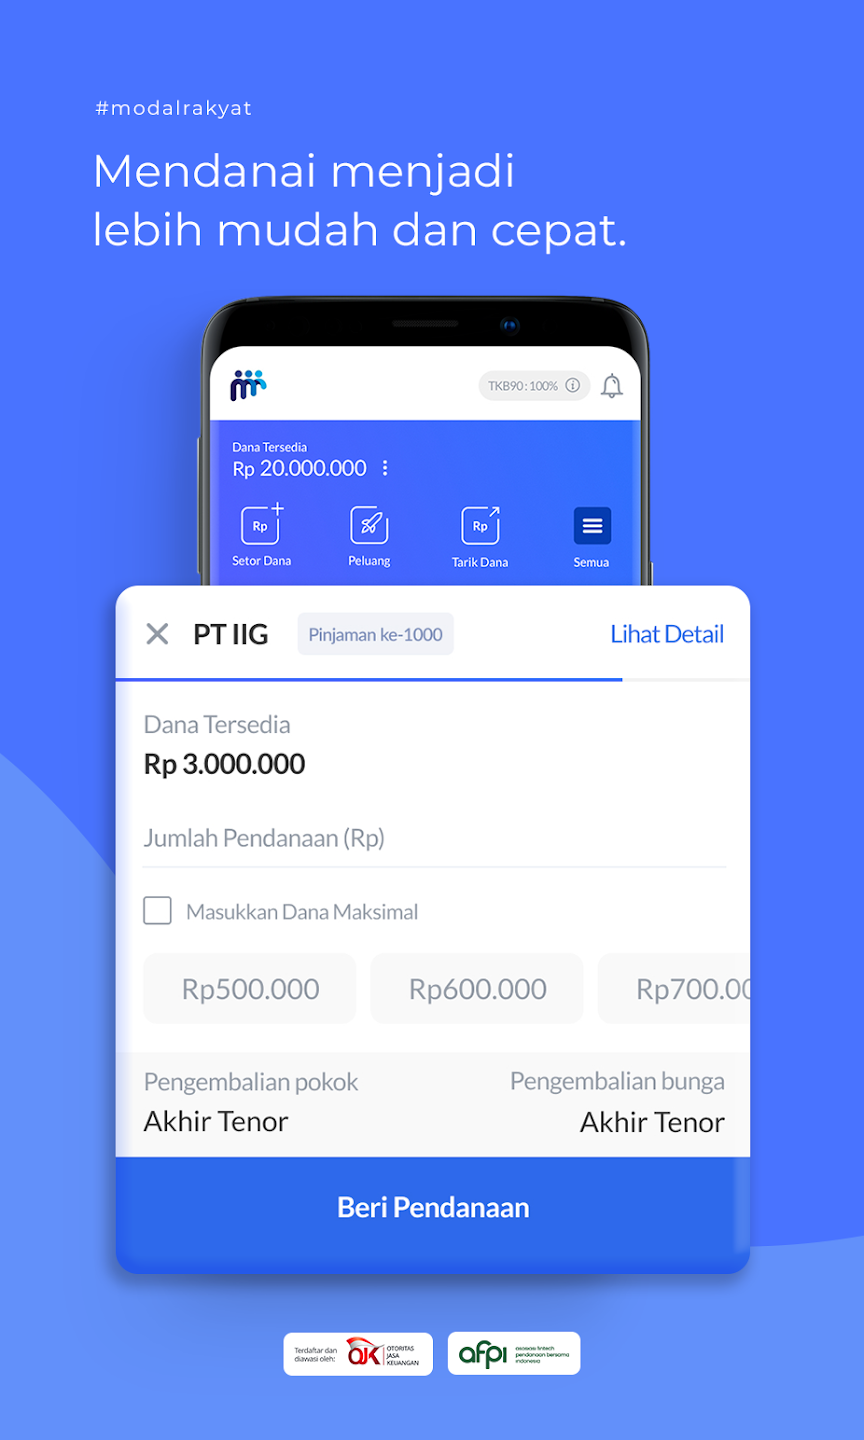 #modalrakyat
Mendanai menjadi
lebih mudah dan cepat.
TKB90 : 100%
Dana Tersedia
Rp 20.000.000
Rp
Rp
Setor Dana
Peluang
Tarik Dana
Semua
PT IIG
Pinjaman ke-1000
Lihat Detail
Dana Tersedia
Rp 3.000.000
Jumlah Pendanaan (Rp)
Masukkan Dana Maksimal
Rp500.000
Rp600.000
Rp700.00
Pengembalian pokok
Pengembalian bunga
Akhir Tenor
Akhir Tenor
Beri Pendanaan
Terdaftar dan
diawasi oleh:
OJK
OTORITAS
JASA
KEUANGAN
afpi
asosiasi fintech
pendanaan bersama
indonesia